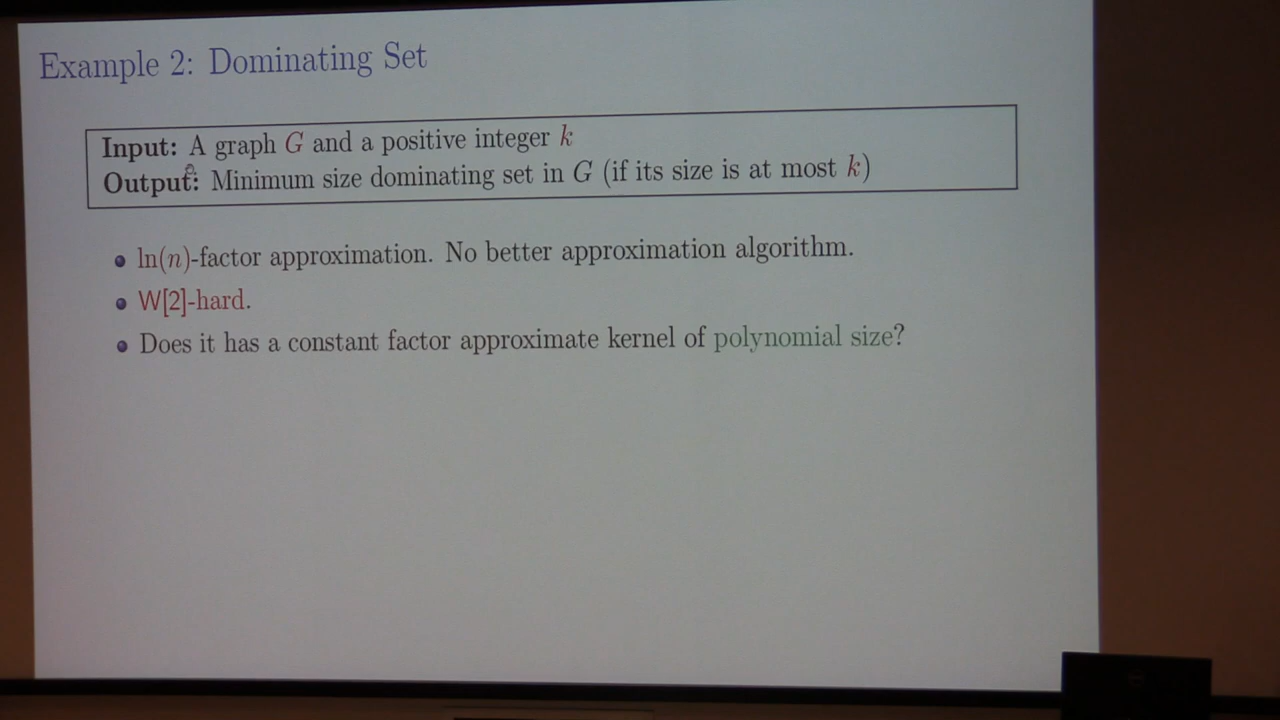 Example 2: Dominating Set
Input: A graph G and a positive integer k
Output: Minimum size dominating set in G (if its size is at most k)
ln(n)-factor approximation. No better approximation algorithm.
W[2]-hard.
Does it has a constant factor approximate kernel of polynomial size?